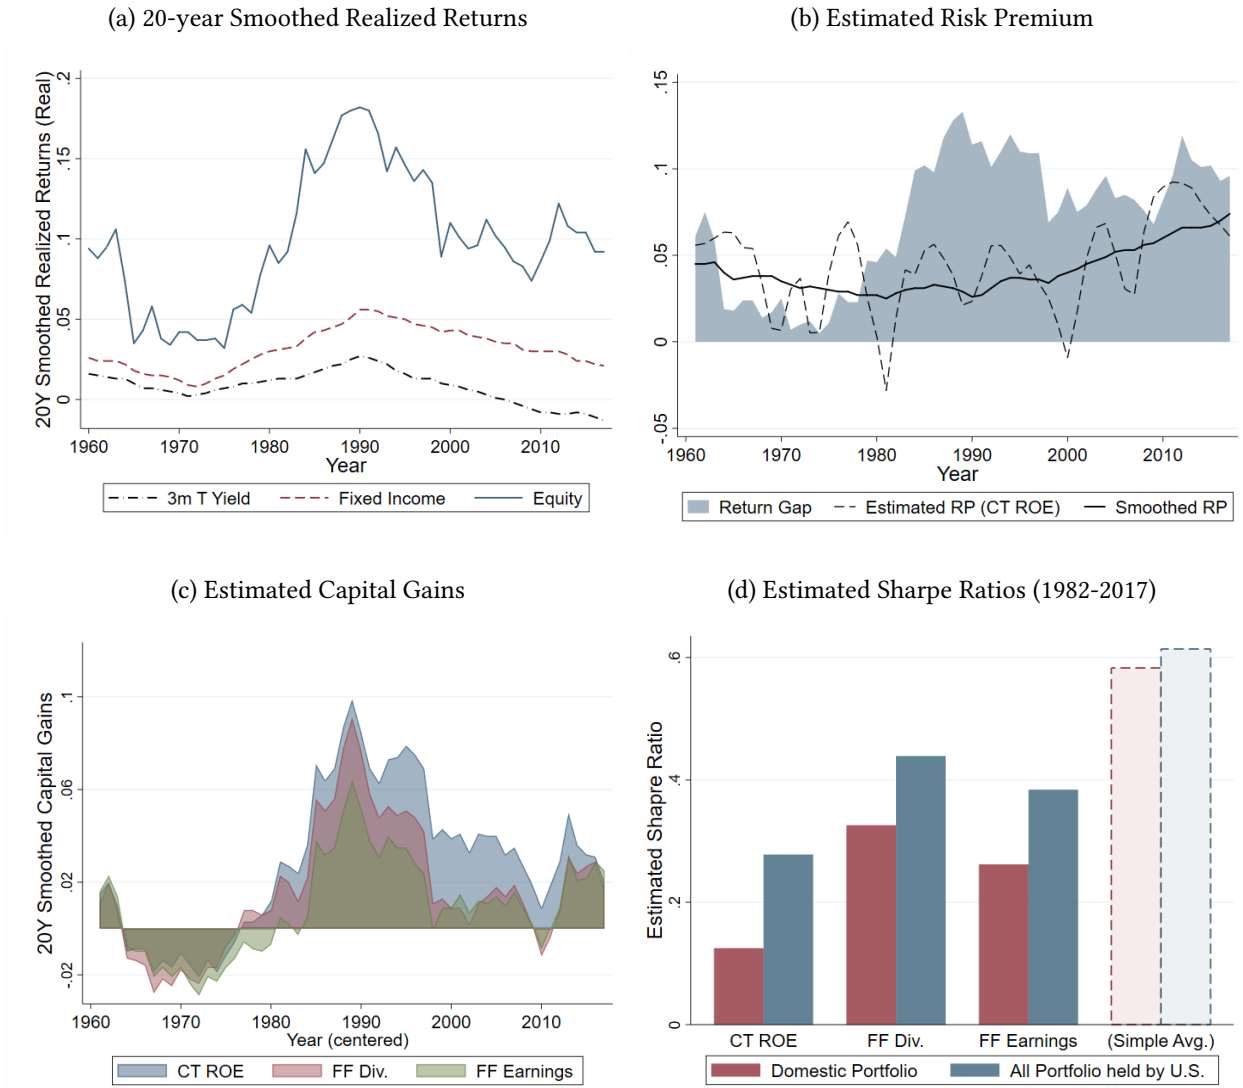 (a) 20-year Smoothed Realized Returns
20Y Smoothed Realized Returns (Real)
.2
.15
.1
.05
0
1960 1970 1980 1990 2000 2010
Year
3m T Yield Fixed Income Equity
(b) Estimated Risk Premium
.15
.1
.05
0
-.05
1960 1970 1980 1990 2000 2010
Year
Return Gap Estimated RP (CT ROE) Smoothed RP
(c) Estimated Capital Gains
20Y Smoothed Capital Gains
.1
.06
.02
-.02
1960 1970 1980 1990 2000 2010
Year (centered)
CT ROE FF Div. FF Earnings
(d) Estimated Sharpe Ratios (1982-2017)
Estimated Shapre Ratio
.6
.4
.2
0
CT ROE FF Div. FF Earnings (Simple Avg.)
Domestic Portfolio All Portfolio held by U.S.